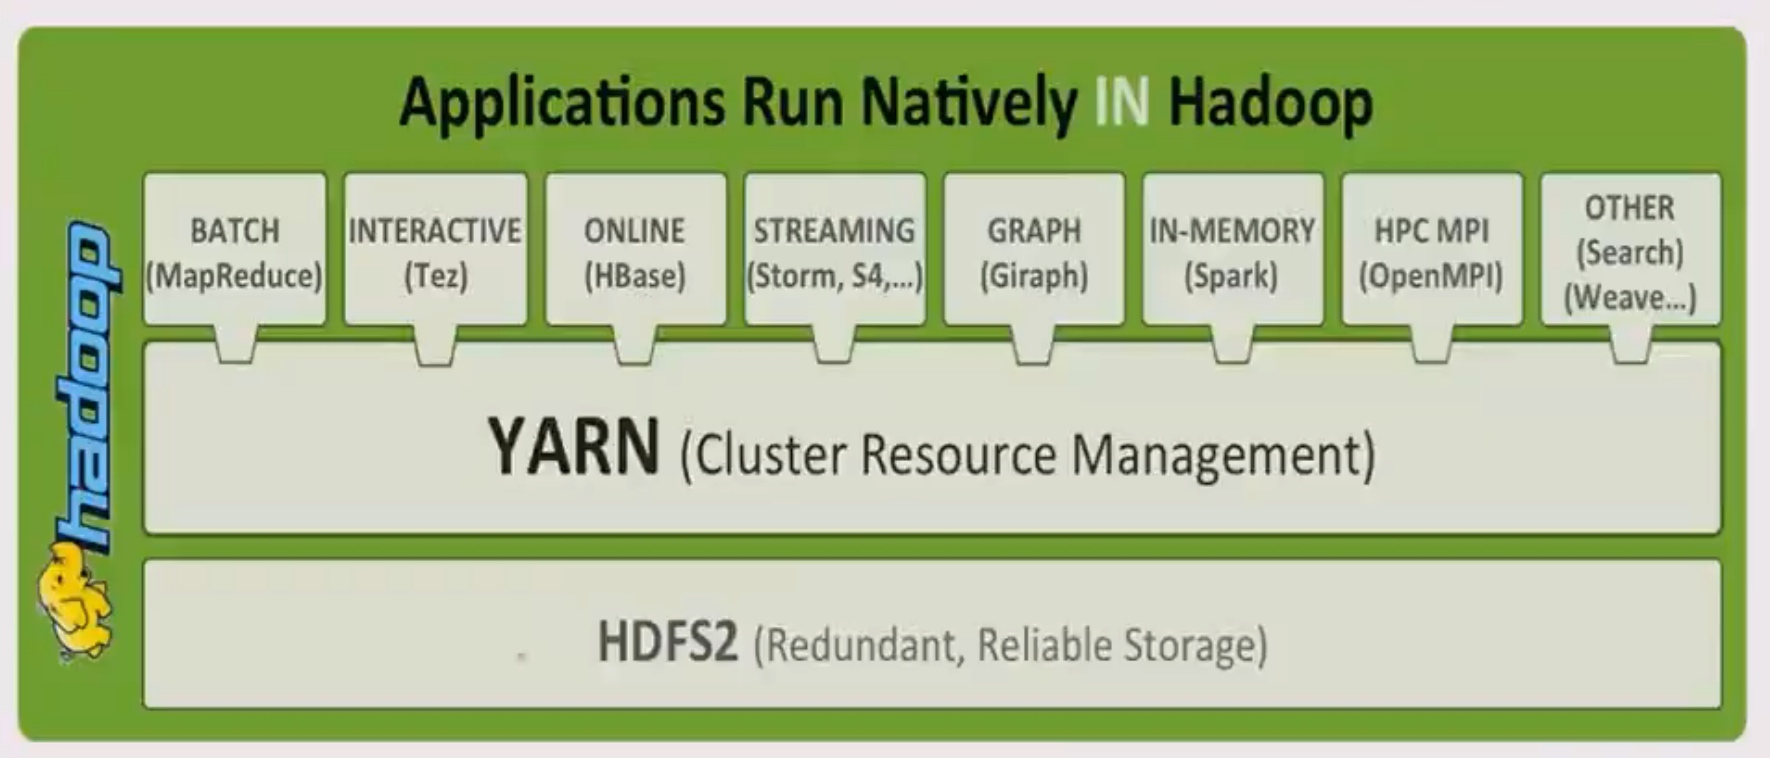 Applications Run Natively IN Hadoop
BATCH
(MapReduce)
INTERACTIVE
(Tez)
ONLINE
(HBase)
STREAMING
(Storm, S4,...)
GRAPH
(Giraph)
IN-MEMORY
(Spark)
HPC MPI
(OpenMPI)
OTHER
(Search)
(Weave...)
hadoop
YARN (Cluster Resource Management)
HDFS2 (Redundant, Reliable Storage)